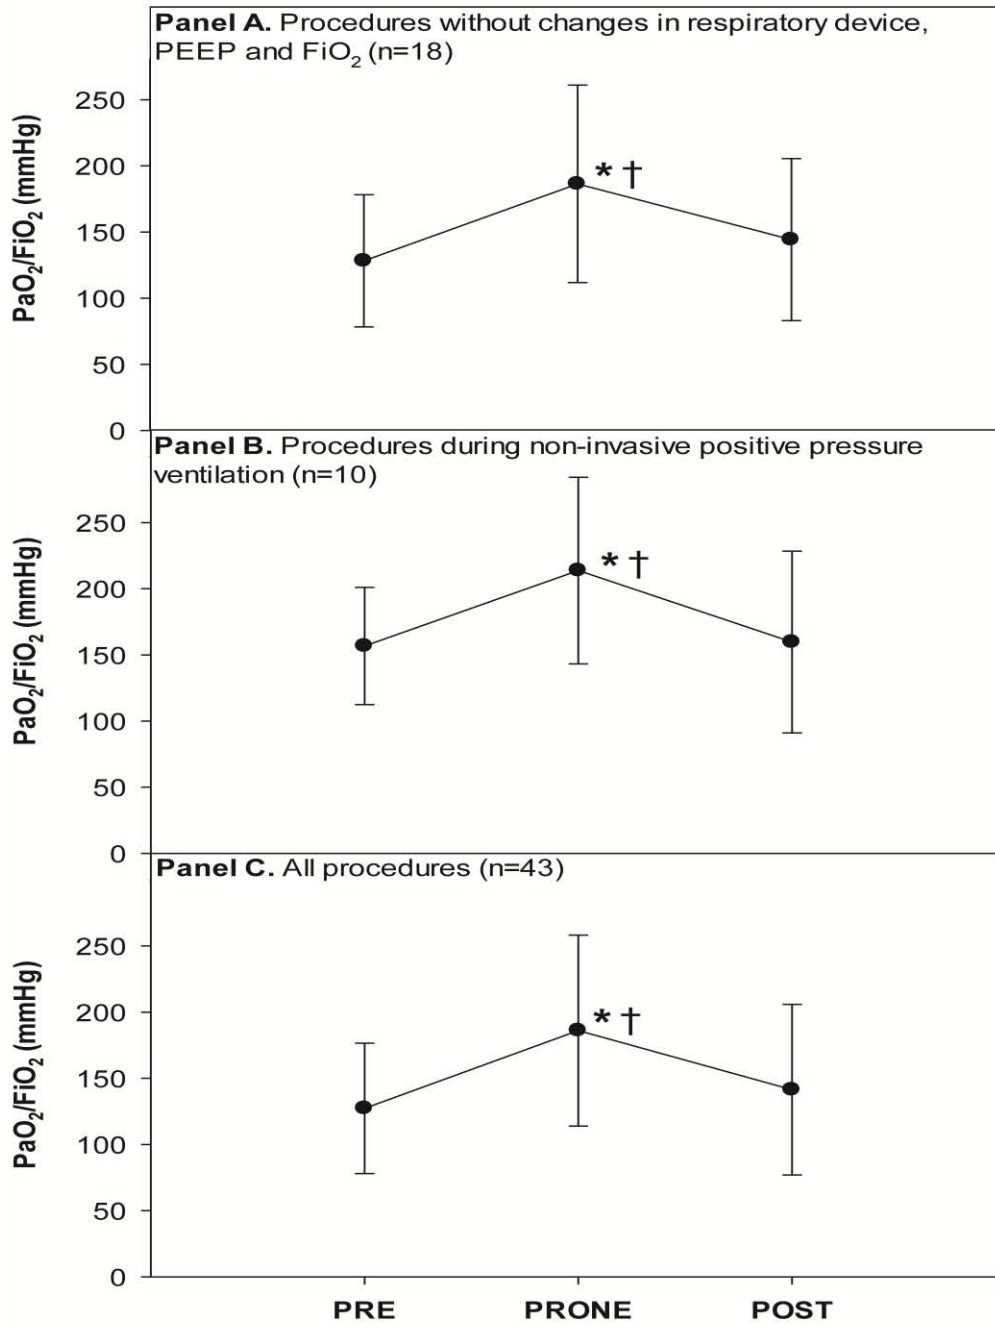 Panel A. Procedures without changes in respiratory device,
PEEP and FiO₂ (n=18)
PaO₂/FiO₂ (mmHg)
250
200
150
100
50
0
* †
Panel B. Procedures during non-invasive positive pressure
ventilation (n=10)
PaO₂/FiO₂ (mmHg)
250
200
150
100
50
0
* †
Panel C. All procedures (n=43)
PaO₂/FiO₂ (mmHg)
250
200
150
100
50
0
* †
PRE PRONE POST